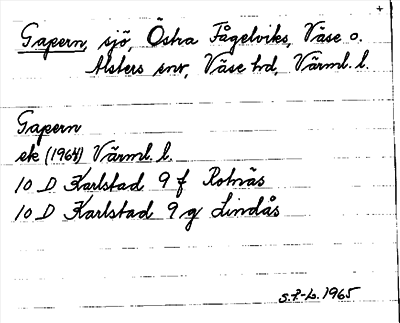 +
Gapern, sjö, Östra Fågelviks, Väse o.
Alsters snr, Väse hd, Värml. l.
Gapern
ek (1964) Värml. l.
10 D Karlstad 9 f Rotnäs
10 D Karlstad 9 g Lindås
S.F-L. 1965